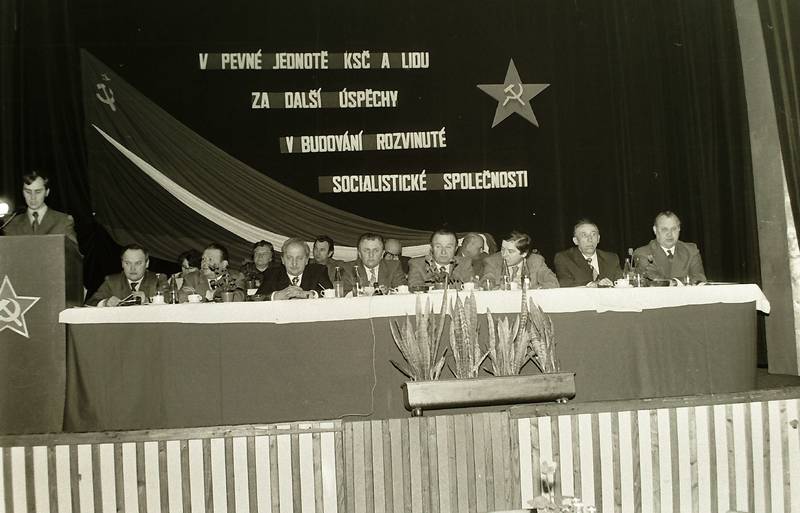 V PEVNÉ JEDNOTĚ KSČ A LIDU
ZA DALŠÍ ÚSPĚCHY
V BUDOVÁNÍ ROZVINUTÉ
SOCIALISTICKÉ SPOLEČNOSTI